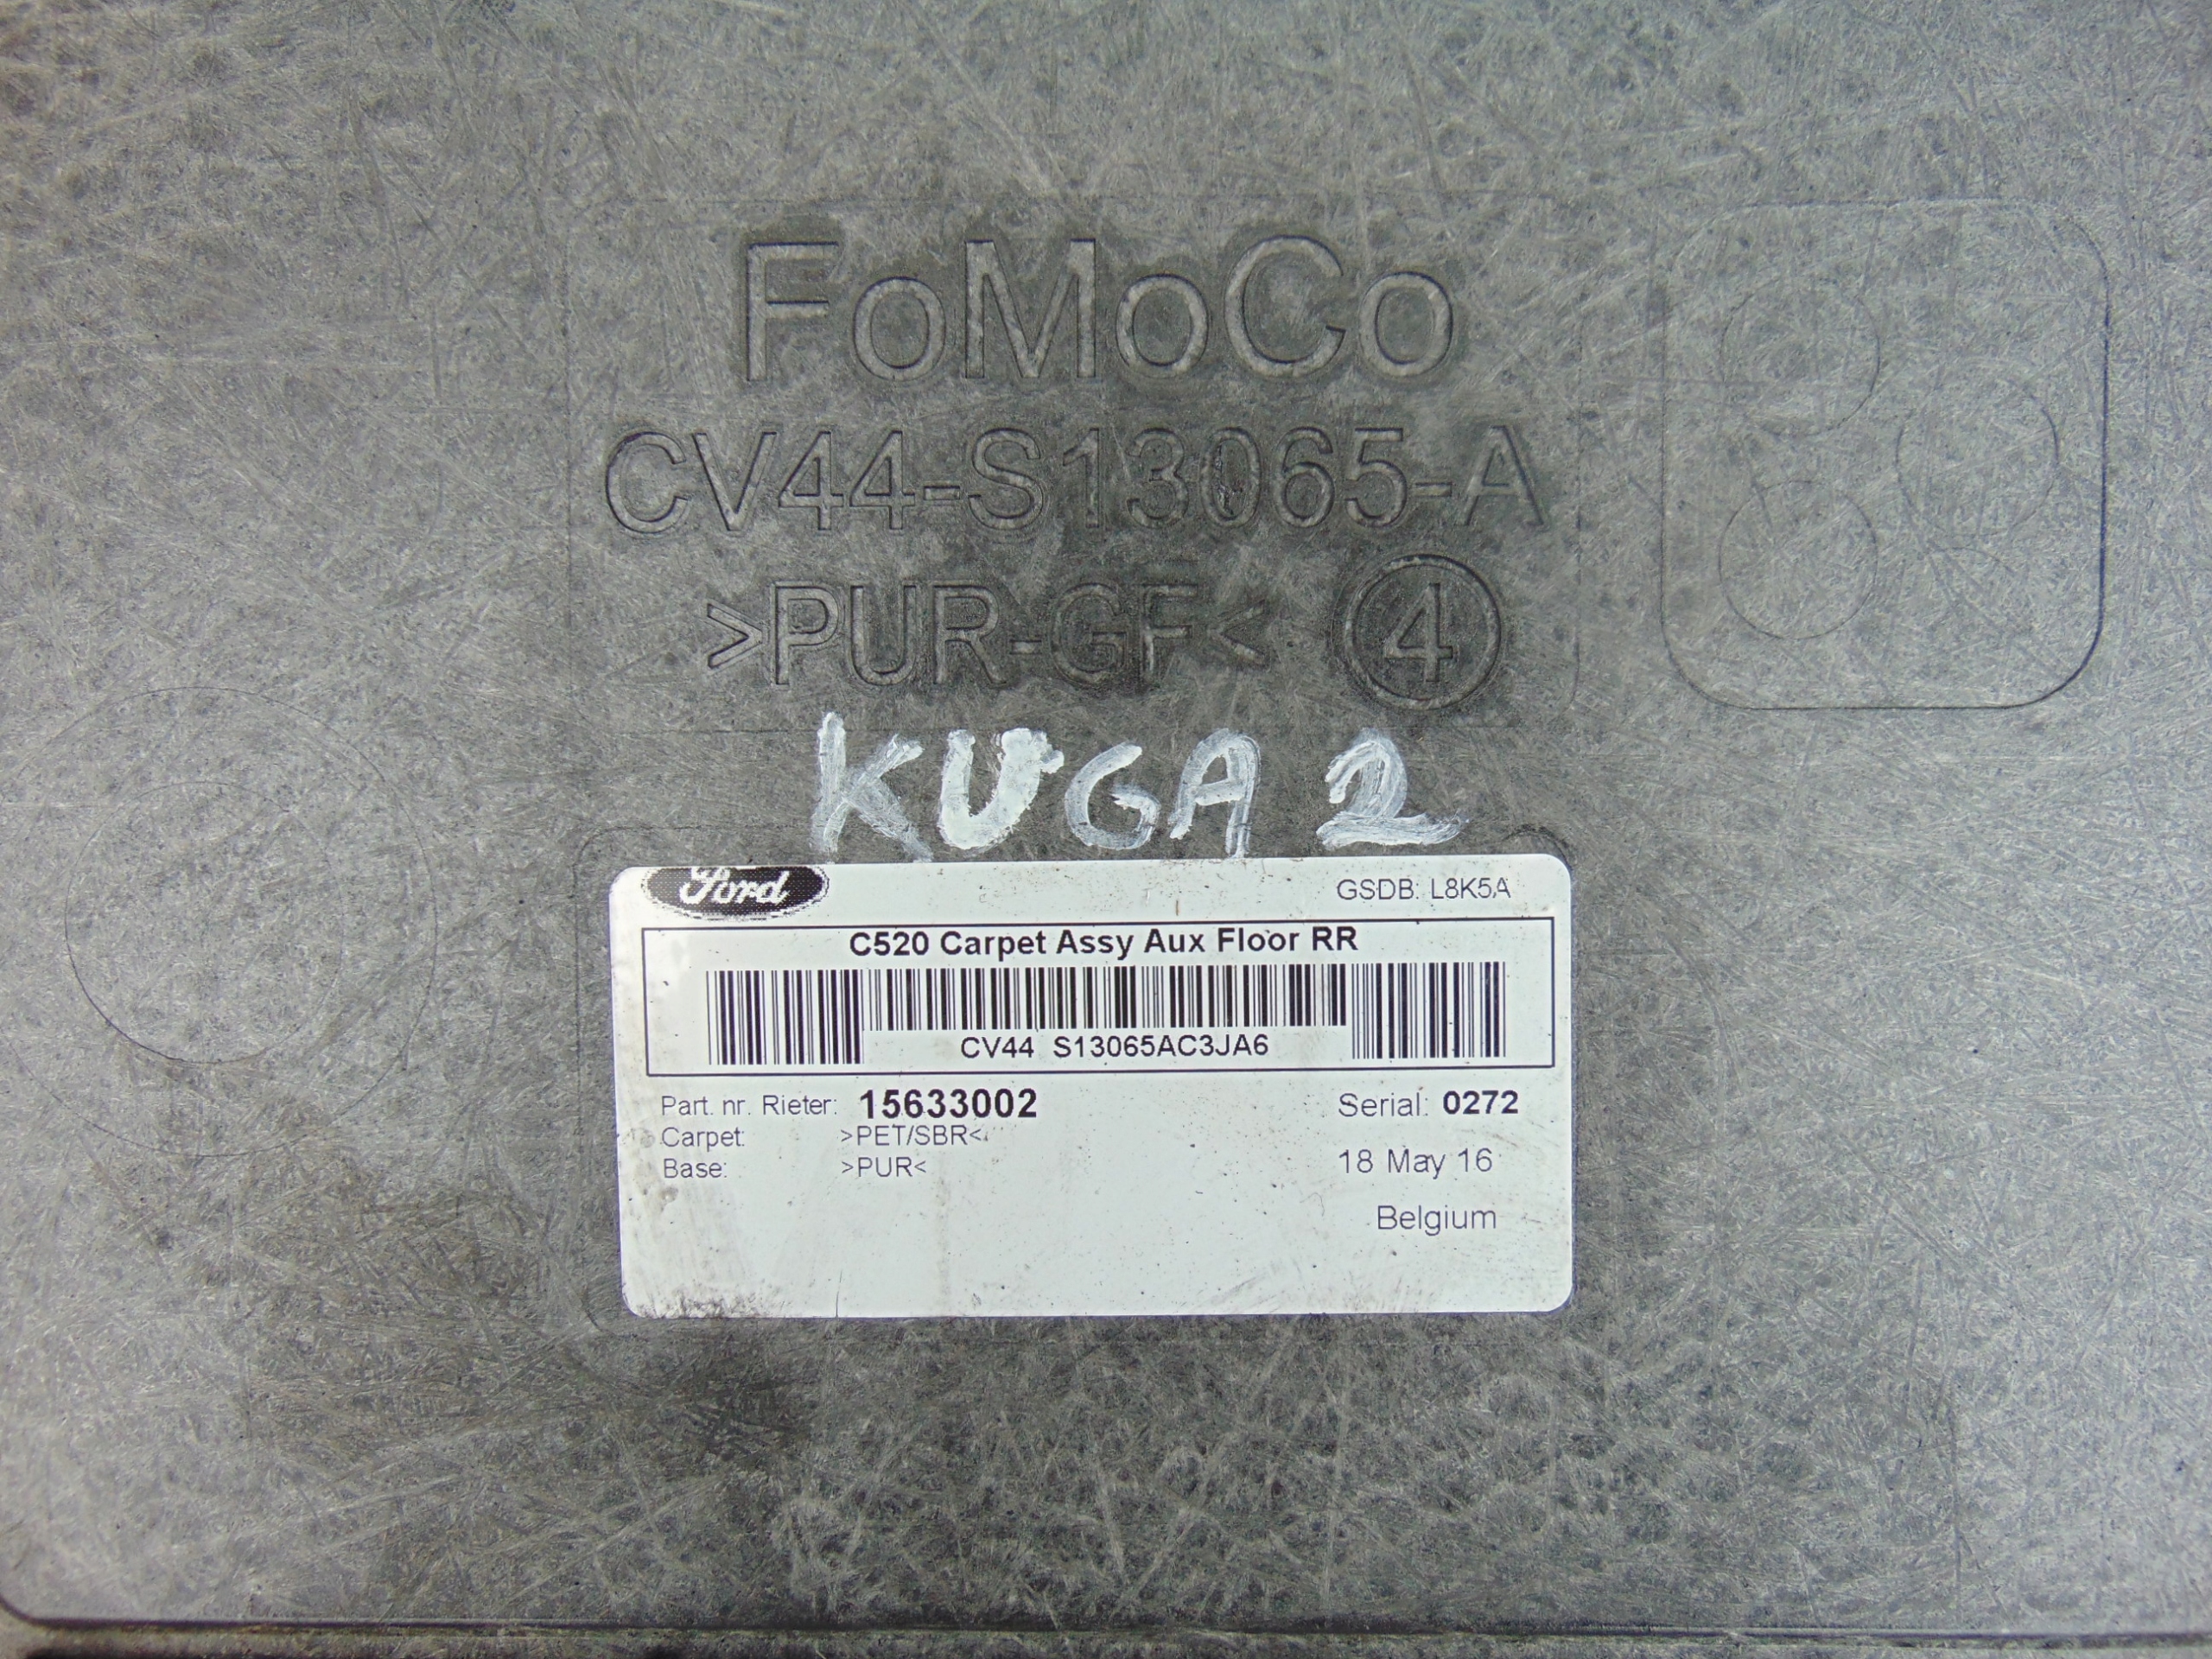 FoMoCo
CV44-S13065-A
>PUR-GF< 4
KUGA 2
Ford GSDB: L8K5A
C520 Carpet Assy Aux Floor RR
CV44 S13065AC3JA6
Part. nr. Rieter: 15633002 Serial: 0272
Carpet: >PET/SBR<
Base: >PUR< 18 May 16
Belgium